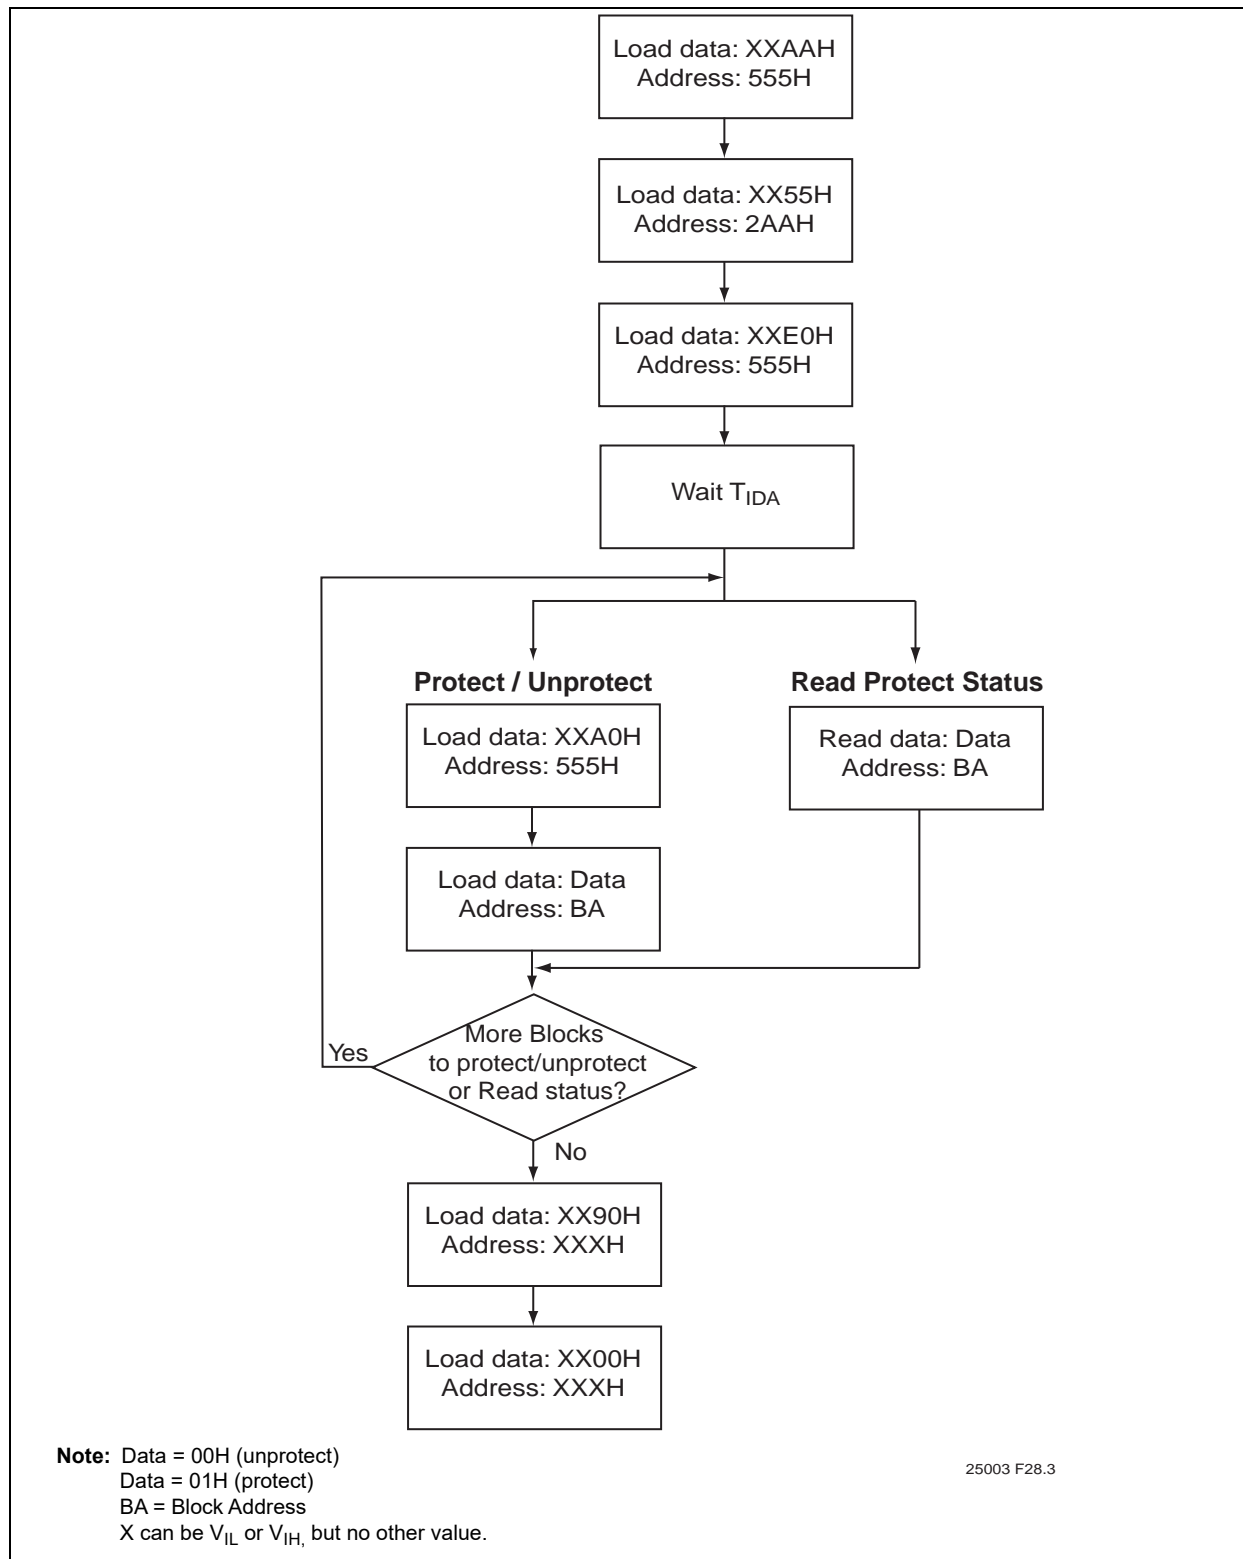 Load data: XXAAH
Address: 555H
Load data: XX55H
Address: 2AAH
Load data: XXE0H
Address: 555H
Wait TIDA
Protect / Unprotect
Load data: XXA0H
Address: 555H
Load data: Data
Address: BA
Read Protect Status
Read data: Data
Address: BA
More Blocks
to protect/unprotect
or Read status?
Yes
No
Load data: XX90H
Address: XXXH
Load data: XX00H
Address: XXXH
Note: Data = 00H (unprotect)
Data = 01H (protect)
BA = Block Address
X can be VIL or VIH, but no other value.
25003 F28.3